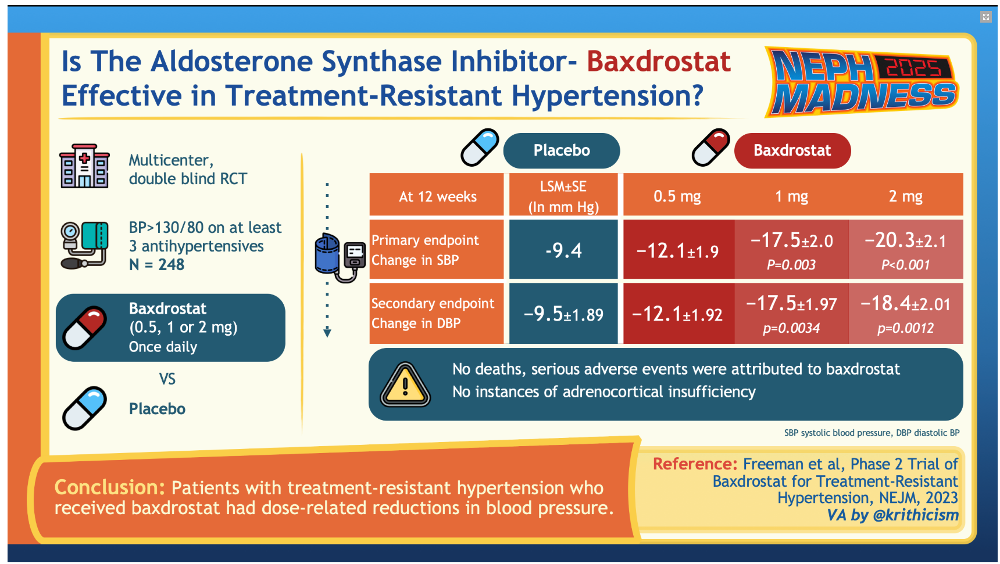 Is The Aldosterone Synthase Inhibitor- Baxdrostat
Effective in Treatment-Resistant Hypertension?
NEPH 2025
MADNESS
Multicenter,
double blind RCT
BP>130/80 on at least
3 antihypertensives
N = 248
Baxdrostat
(0.5, 1 or 2 mg)
Once daily
VS
Placebo
Placebo
Baxdrostat
At 12 weeks
LSM±SE
(In mm Hg)
0.5 mg
1 mg
2 mg
Primary endpoint
Change in SBP
-9.4
−12.1±1.9
−17.5±2.0
P=0.003
−20.3±2.1
P<0.001
Secondary endpoint
Change in DBP
−9.5±1.89
−12.1±1.92
−17.5±1.97
p=0.0034
−18.4±2.01
p=0.0012
No deaths, serious adverse events were attributed to baxdrostat
No instances of adrenocortical insufficiency
SBP systolic blood pressure, DBP diastolic BP
Conclusion: Patients with treatment-resistant hypertension who
received baxdrostat had dose-related reductions in blood pressure.
Reference: Freeman et al, Phase 2 Trial of
Baxdrostat for Treatment-Resistant
Hypertension, NEJM, 2023
VA by @krithicism